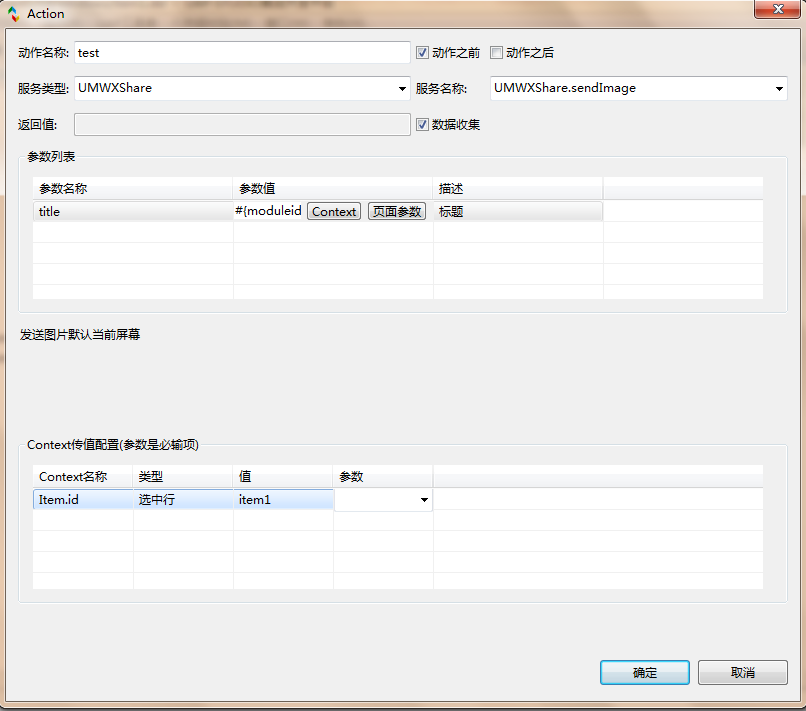 Action
动作名称: test 动作之前 动作之后
服务类型: UMWXShare 服务名称: UMWXShare.sendImage
返回值: 数据收集
参数列表
参数名称 参数值 描述
title #{moduleid Context 页面参数 标题
发送图片默认当前屏幕
Context传值配置(参数是必输项)
Context名称 类型 值 参数
Item.id 选中行 item1
确定 取消